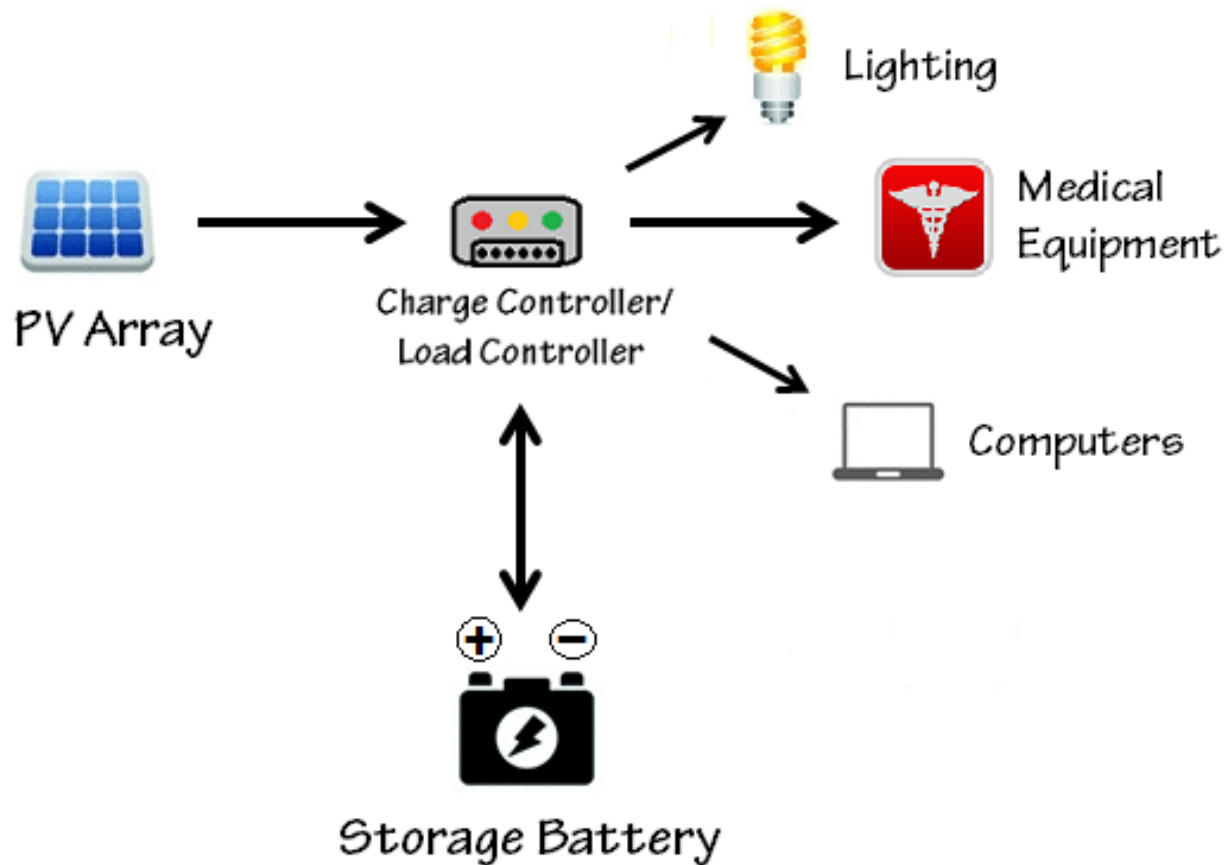 Lighting
Medical
Equipment
PV Array
Charge Controller/
Load Controller
Computers
+ −
Storage Battery